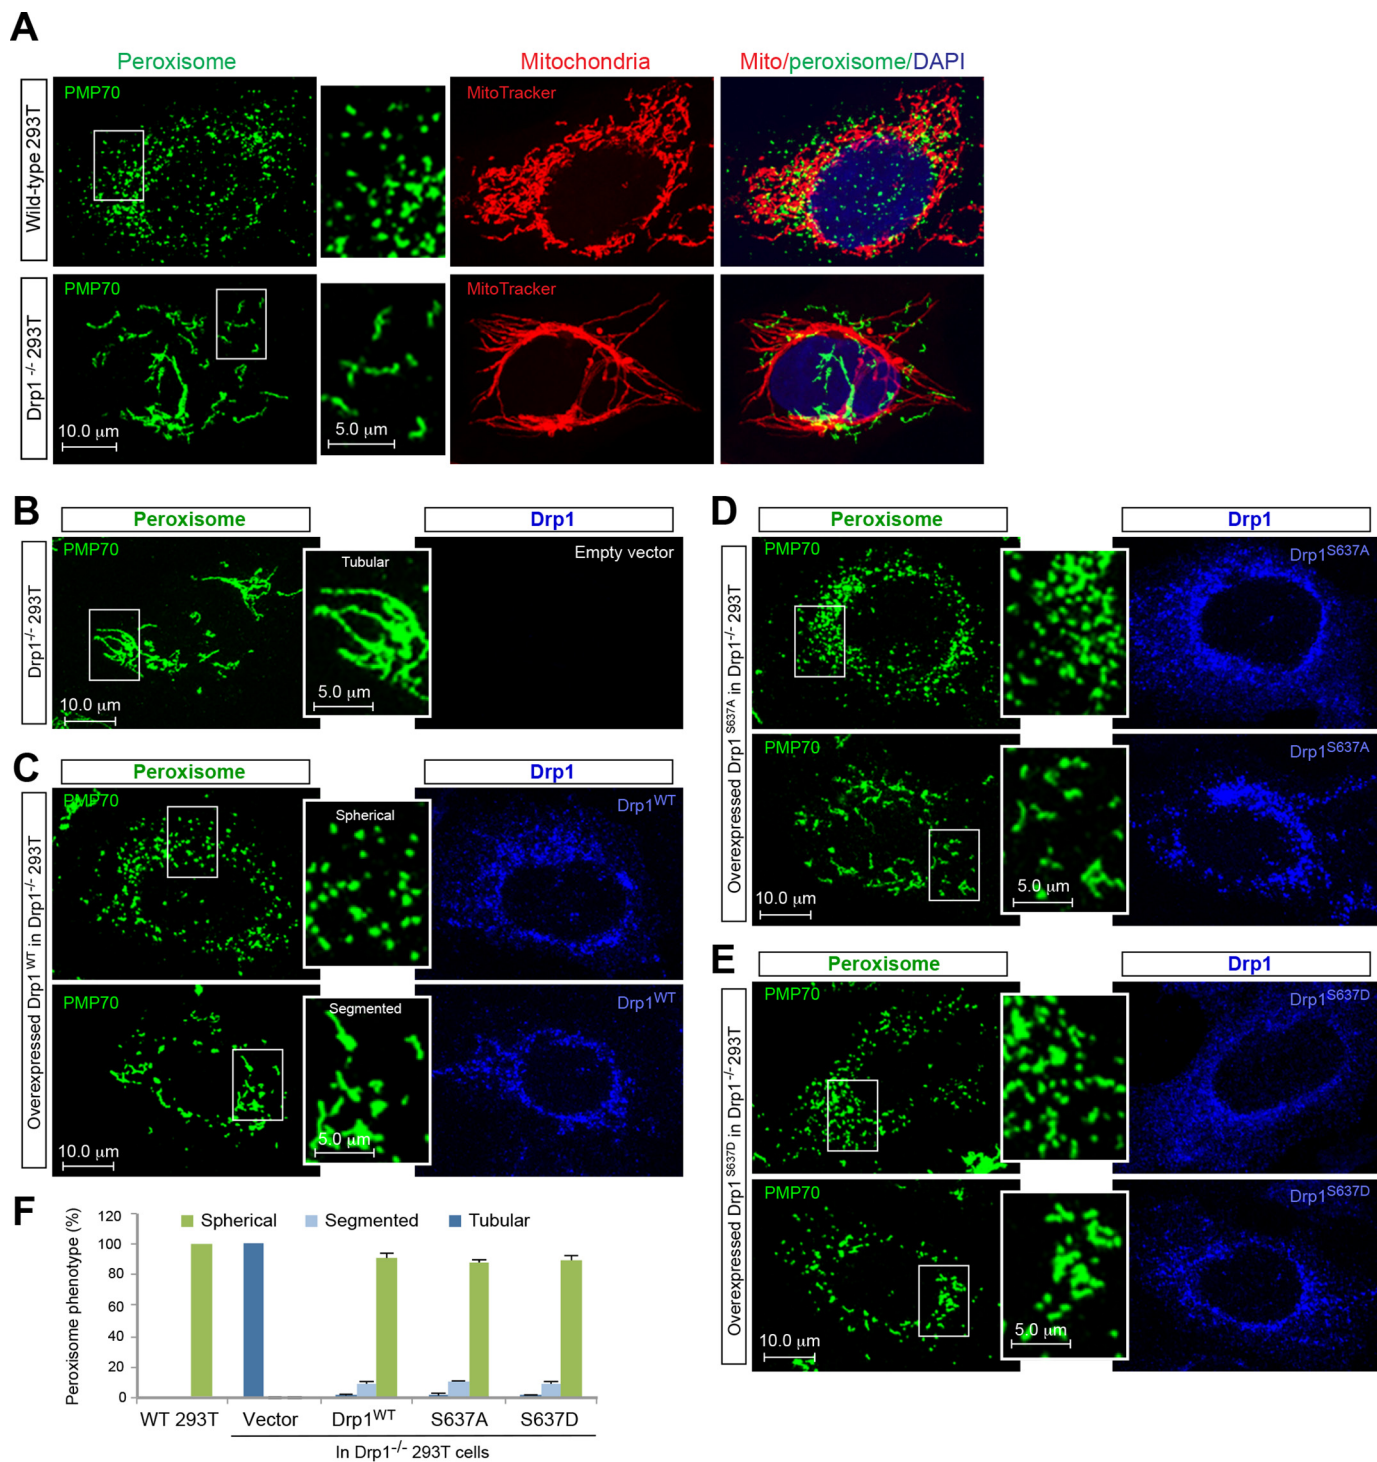 A
Peroxisome
Mitochondria
Mito/peroxisome/DAPI
Wild-type 293T
PMP70
MitoTracker
Drp1 -/- 293T
PMP70
10.0 μm
5.0 μm
MitoTracker
B
Peroxisome
Drp1
Drp1-/- 293T
PMP70
10.0 μm
Tubular
5.0 μm
Empty vector
C
Peroxisome
Drp1
Overexpressed Drp1 WT in Drp1-/- 293T
PMP70
Spherical
Drp1WT
PMP70
10.0 μm
Segmented
5.0 μm
Drp1WT
D
Peroxisome
Drp1
Overexpressed Drp1 S637A in Drp1-/- 293T
PMP70
Drp1S637A
PMP70
10.0 μm
5.0 μm
Drp1S637A
E
Peroxisome
Drp1
Overexpressed Drp1 S637D in Drp1-/- 293T
PMP70
Drp1S637D
PMP70
10.0 μm
5.0 μm
Drp1S637D
F
Peroxisome phenotype (%)
120
100
80
60
40
20
0
Spherical
Segmented
Tubular
WT 293T
Vector
Drp1WT
S637A
S637D
In Drp1-/- 293T cells